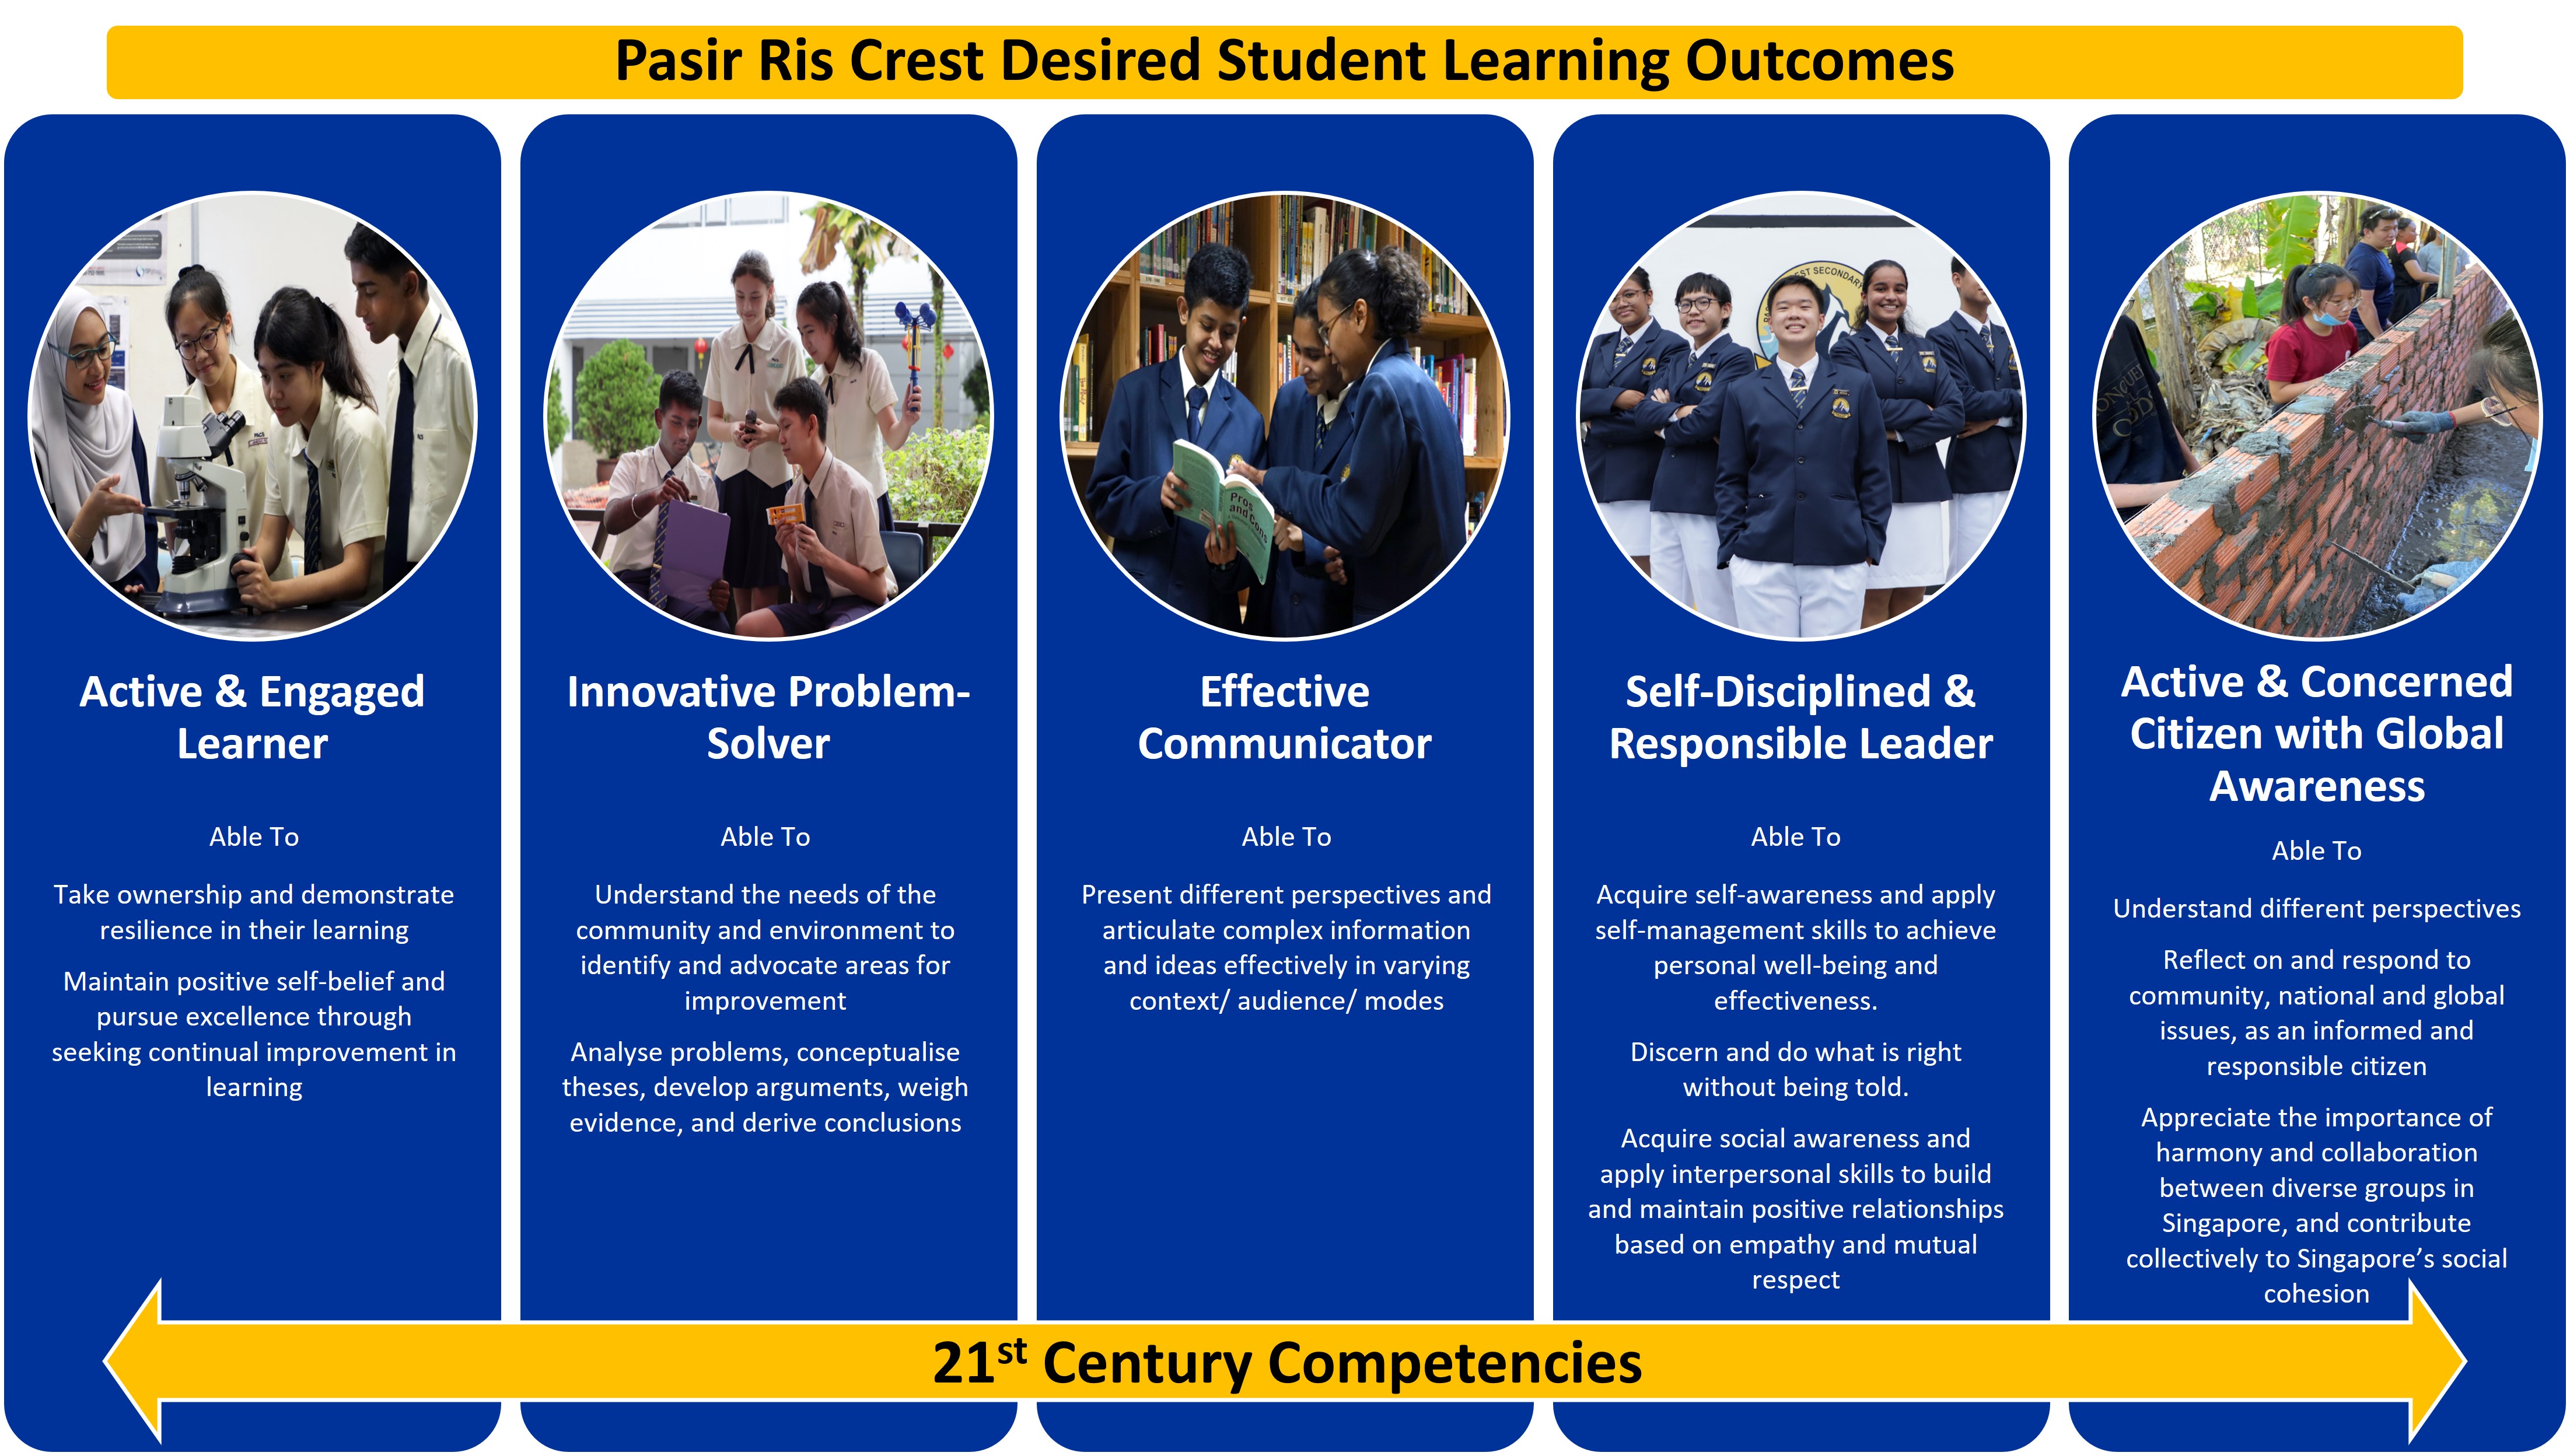 Pasir Ris Crest Desired Student Learning Outcomes
EST SECONDARY
Pros
and Cons
Active & Engaged
Learner
Able To
Take ownership and demonstrate
resilience in their learning
Maintain positive self-belief and
pursue excellence through
seeking continual improvement in
learning
Innovative Problem-
Solver
Able To
Understand the needs of the
community and environment to
identify and advocate areas for
improvement
Analyse problems, conceptualise
theses, develop arguments, weigh
evidence, and derive conclusions
Effective
Communicator
Able To
Present different perspectives and
articulate complex information
and ideas effectively in varying
context/ audience/ modes
Self-Disciplined &
Responsible Leader
Able To
Acquire self-awareness and apply
self-management skills to achieve
personal well-being and
effectiveness.
Discern and do what is right
without being told.
Acquire social awareness and
apply interpersonal skills to build
and maintain positive relationships
based on empathy and mutual
respect
Active & Concerned
Citizen with Global
Awareness
Able To
Understand different perspectives
Reflect on and respond to
community, national and global
issues, as an informed and
responsible citizen
Appreciate the importance of
harmony and collaboration
between diverse groups in
Singapore, and contribute
collectively to Singapore’s social
cohesion
21st Century Competencies